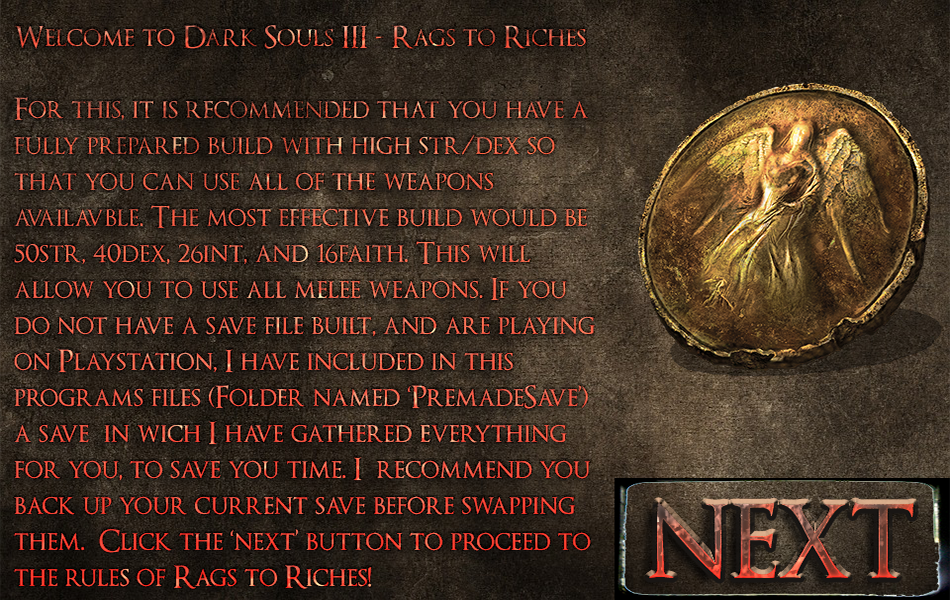 Welcome to Dark Souls III - Rags to Riches
For this, it is recommended that you have a
fully prepared build with high str/dex so
that you can use all of the weapons
availavble. The most effective build would be
50str, 40dex, 26int, and 16faith. This will
allow you to use all melee weapons. If you
do not have a save file built, and are playing
on Playstation, I have included in this
programs files (Folder named 'PremadeSave')
a save in wich I have gathered everything
for you, to save you time. I recommend you
back up your current save before swapping
them. Click the 'next' button to proceed to
the rules of Rags to Riches!
NEXT